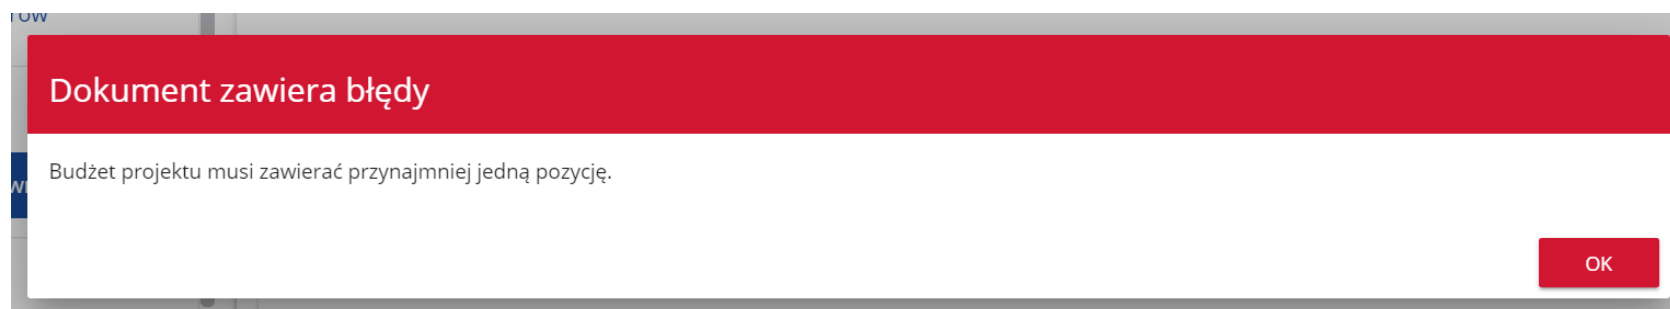 Dokument zawiera błędy
Budżet projektu musi zawierać przynajmniej jedną pozycję.
OK